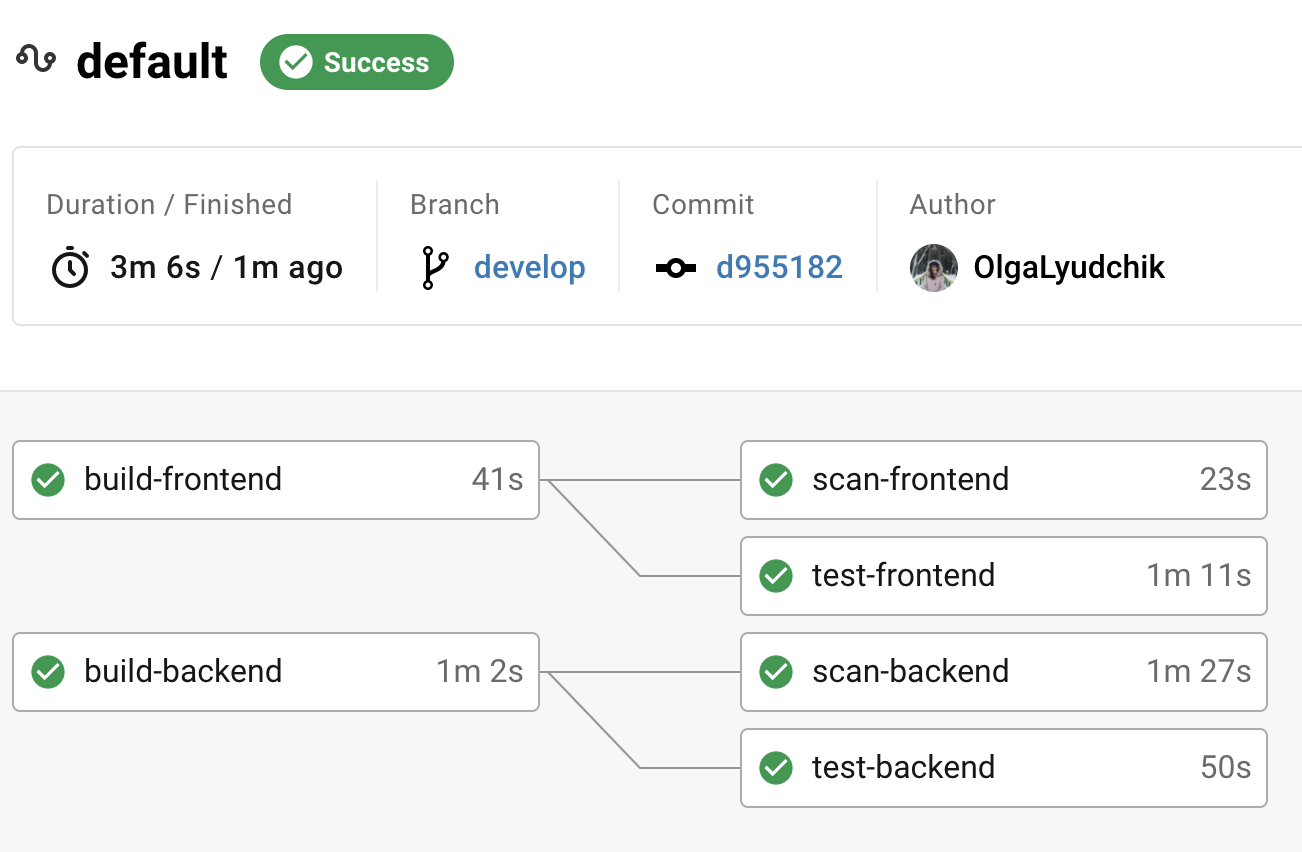 default Success
Duration / Finished Branch Commit Author
3m 6s / 1m ago develop d955182 OlgaLyudchik
build-frontend 41s scan-frontend 23s
test-frontend 1m 11s
build-backend 1m 2s scan-backend 1m 27s
test-backend 50s